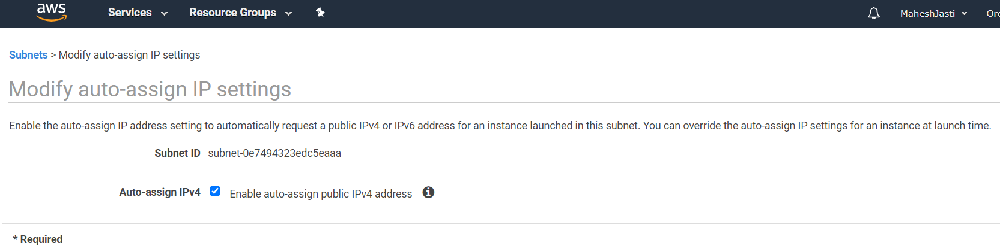 aws Services Resource Groups MaheshJasti Ore
Subnets > Modify auto-assign IP settings
Modify auto-assign IP settings
Enable the auto-assign IP address setting to automatically request a public IPv4 or IPv6 address for an instance launched in this subnet. You can override the auto-assign IP settings for an instance at launch time.
Subnet ID subnet-0e7494323edc5eaaa
Auto-assign IPv4 Enable auto-assign public IPv4 address
* Required